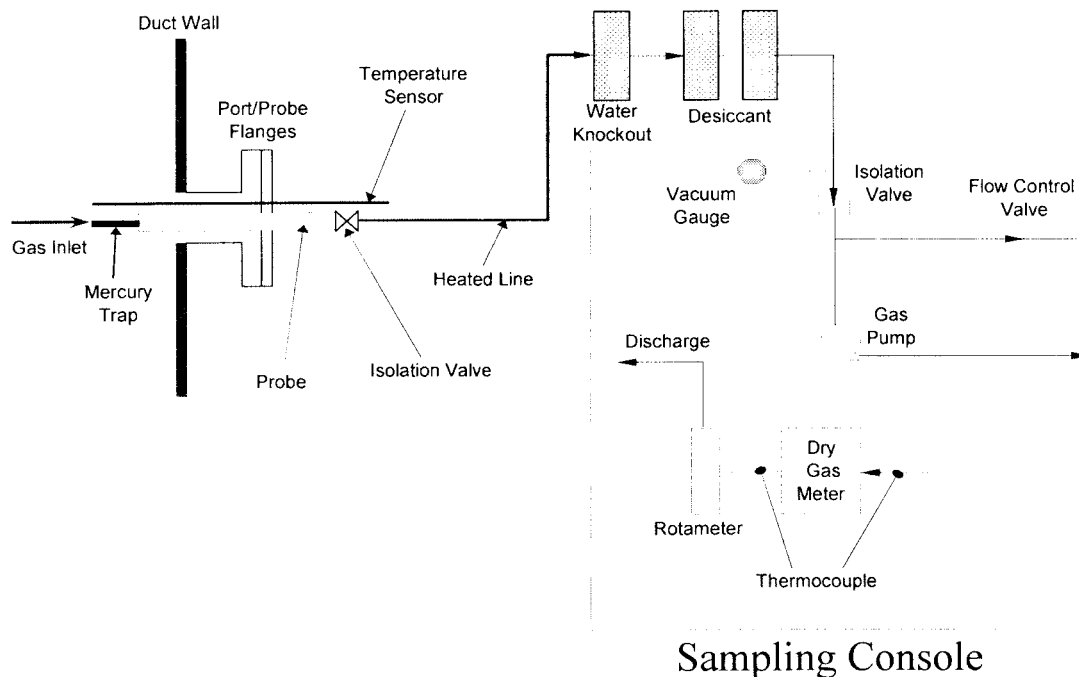 Duct Wall
Temperature
Sensor
Port/Probe
Flanges
Water
Knockout
Desiccant
Vacuum
Gauge
Isolation
Valve
Flow Control
Valve
Gas Inlet
Mercury
Trap
Heated Line
Probe
Isolation Valve
Discharge
Gas
Pump
Dry
Gas
Meter
Rotameter
Thermocouple
Sampling Console